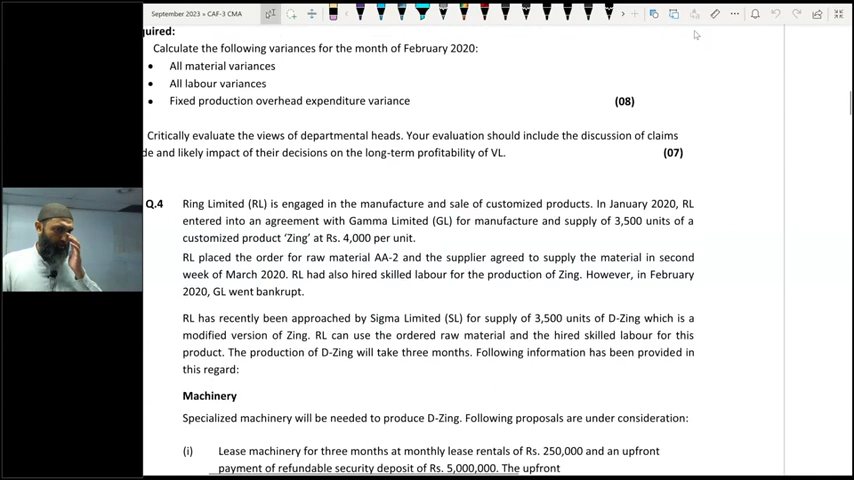 September 2023 » CAF-3 CMA
quired:
Calculate the following variances for the month of February 2020:
• All material variances
• All labour variances
• Fixed production overhead expenditure variance (08)
Critically evaluate the views of departmental heads. Your evaluation should include the discussion of claims
de and likely impact of their decisions on the long-term profitability of VL. (07)
Q.4 Ring Limited (RL) is engaged in the manufacture and sale of customized products. In January 2020, RL
entered into an agreement with Gamma Limited (GL) for manufacture and supply of 3,500 units of a
customized product ‘Zing’ at Rs. 4,000 per unit.
RL placed the order for raw material AA-2 and the supplier agreed to supply the material in second
week of March 2020. RL had also hired skilled labour for the production of Zing. However, in February
2020, GL went bankrupt.
RL has recently been approached by Sigma Limited (SL) for supply of 3,500 units of D-Zing which is a
modified version of Zing. RL can use the ordered raw material and the hired skilled labour for this
product. The production of D-Zing will take three months. Following information has been provided in
this regard:
Machinery
Specialized machinery will be needed to produce D-Zing. Following proposals are under consideration:
(i) Lease machinery for three months at monthly lease rentals of Rs. 250,000 and an upfront
payment of refundable security deposit of Rs. 5,000,000. The upfront